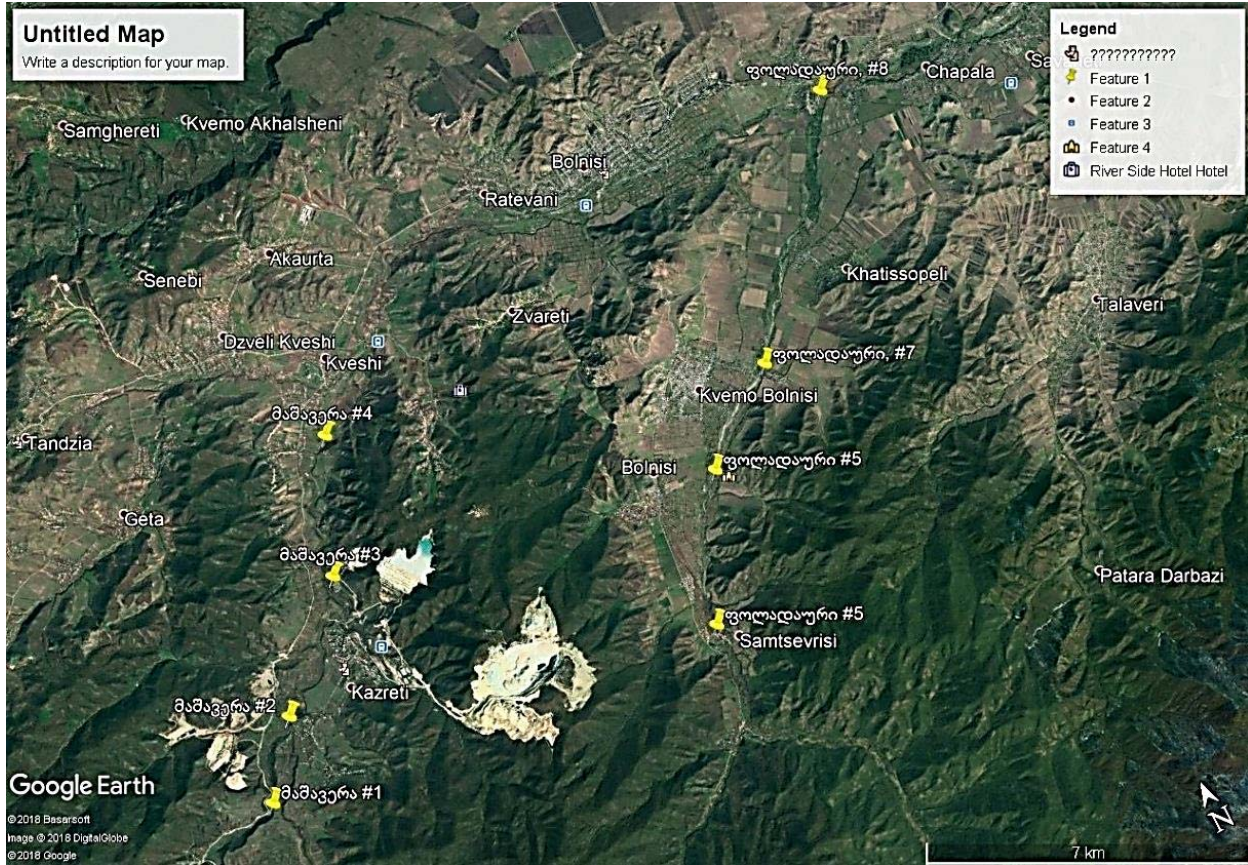 Untitled Map
Write a description for your map.
Legend
???????????
Feature 1
Feature 2
Feature 3
Feature 4
River Side Hotel Hotel
ფოლადაური, #8
Chapala
Samghereti
Kvemo Akhalsheni
Bolnisi
Ratevani
Akaurta
Senebi
Khatissopeli
Talaveri
Zvareti
Dzveli Kveshi
Kveshi
ფოლადაური, #7
Kvemo Bolnisi
მაშავერა #4
Tandzia
Bolnisi
ფოლადაური #5
Geta
მაშავერა #3
Patara Darbazi
ფოლადაური #5
Samtsevrisi
Kazreti
მაშავერა #2
მაშავერა #1
Google Earth
©2018 Basarsoft
Image © 2018 DigitalGlobe
©2018 Google
N
7 km